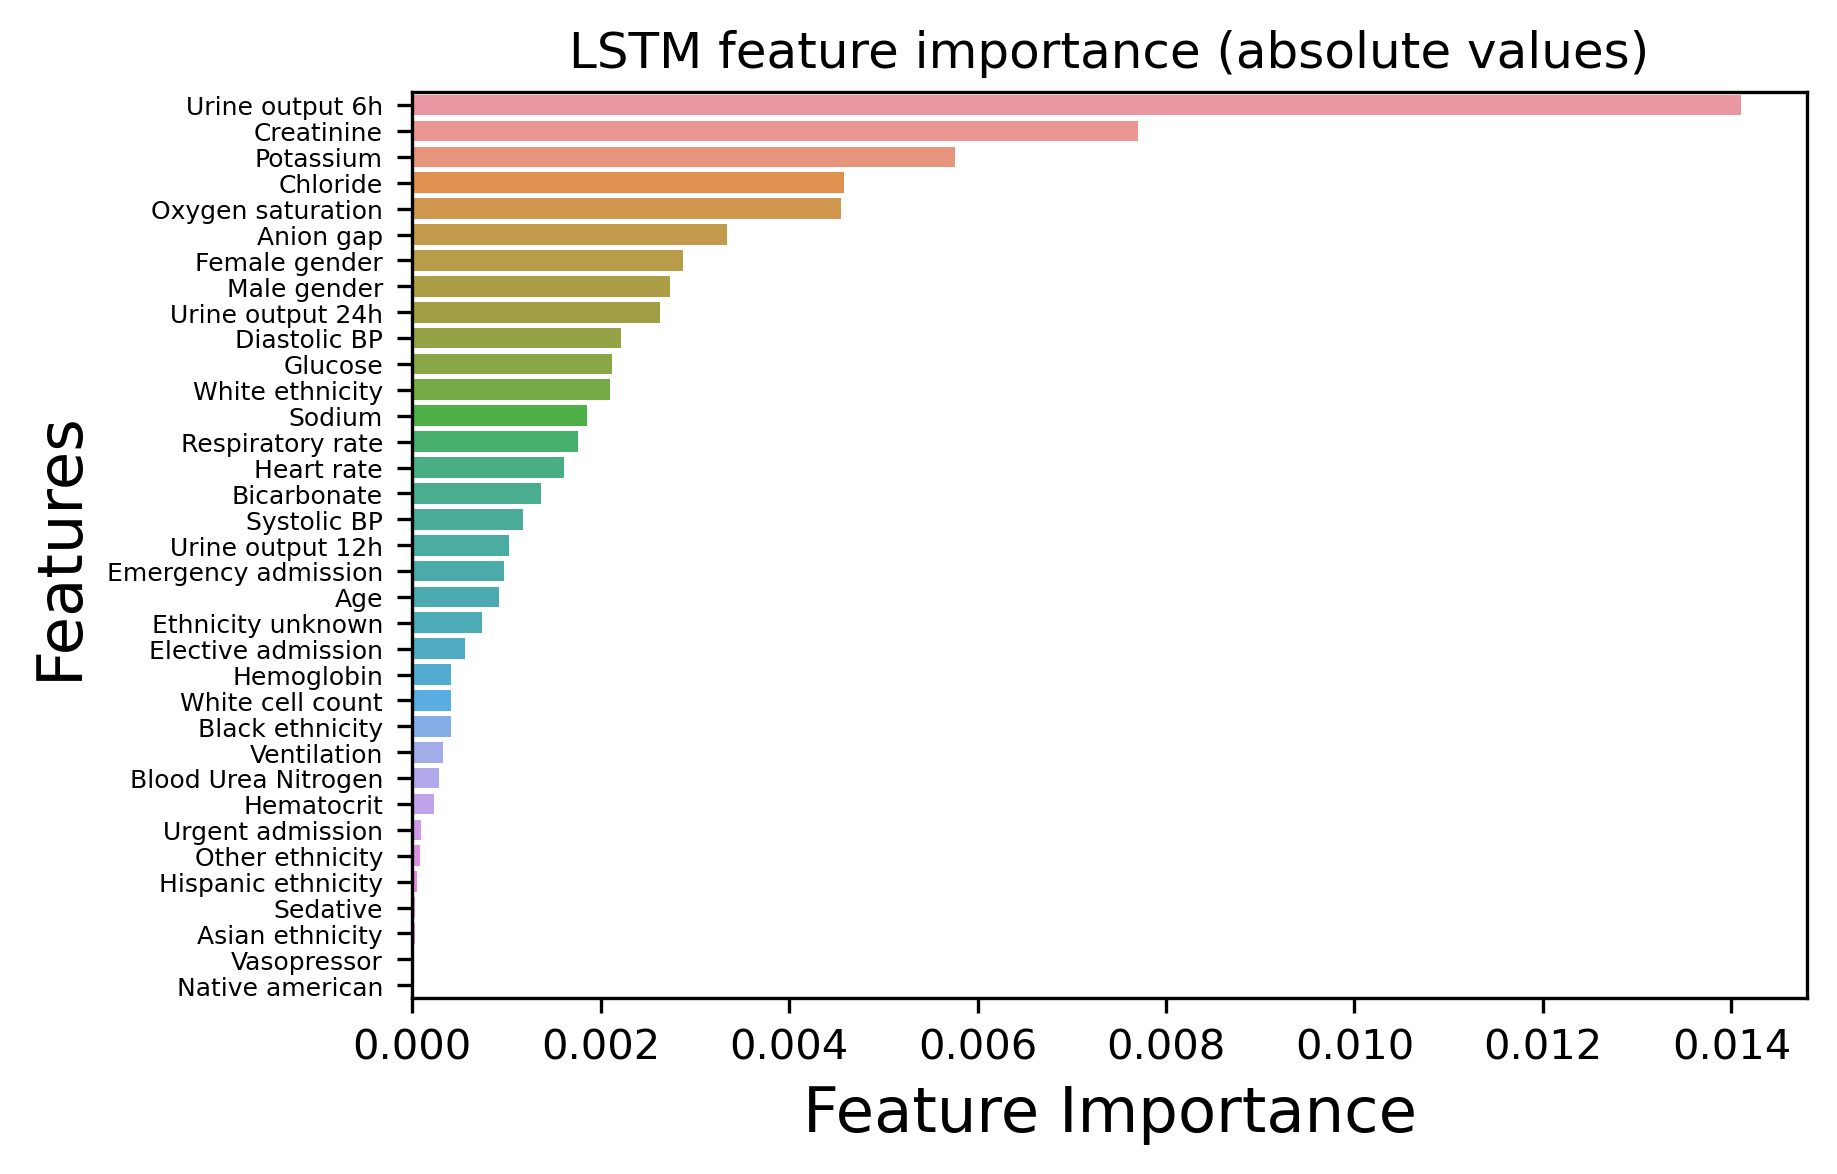 LSTM feature importance (absolute values)
Features
Urine output 6h
Creatinine
Potassium
Chloride
Oxygen saturation
Anion gap
Female gender
Male gender
Urine output 24h
Diastolic BP
Glucose
White ethnicity
Sodium
Respiratory rate
Heart rate
Bicarbonate
Systolic BP
Urine output 12h
Emergency admission
Age
Ethnicity unknown
Elective admission
Hemoglobin
White cell count
Black ethnicity
Ventilation
Blood Urea Nitrogen
Hematocrit
Urgent admission
Other ethnicity
Hispanic ethnicity
Sedative
Asian ethnicity
Vasopressor
Native american
0.000 0.002 0.004 0.006 0.008 0.010 0.012 0.014
Feature Importance